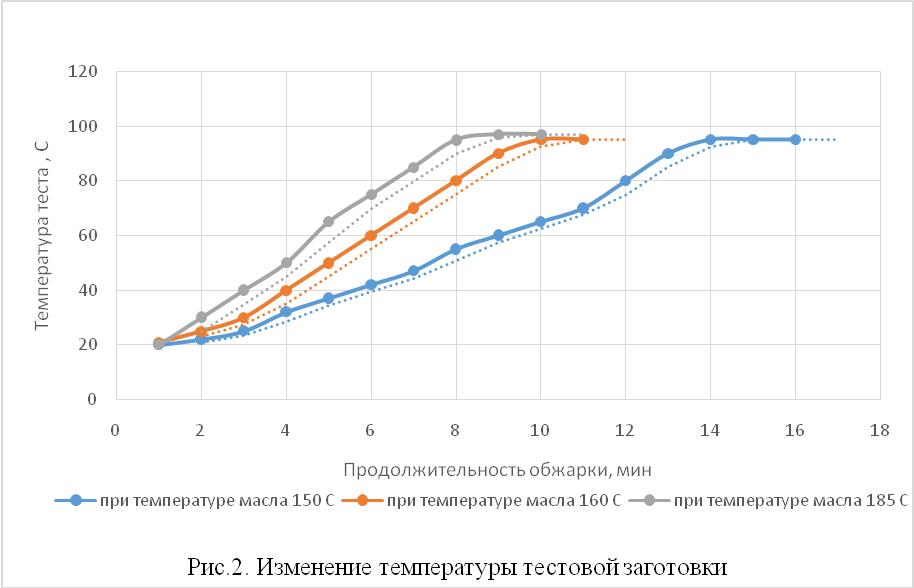 120
100
80
60
40
20
0
Температура теста , С
0 2 4 6 8 10 12 14 16 18
Продолжительность обжарки, мин
при температуре масла 150 С при температуре масла 160 С при температуре масла 185 С
Рис.2. Изменение температуры тестовой заготовки